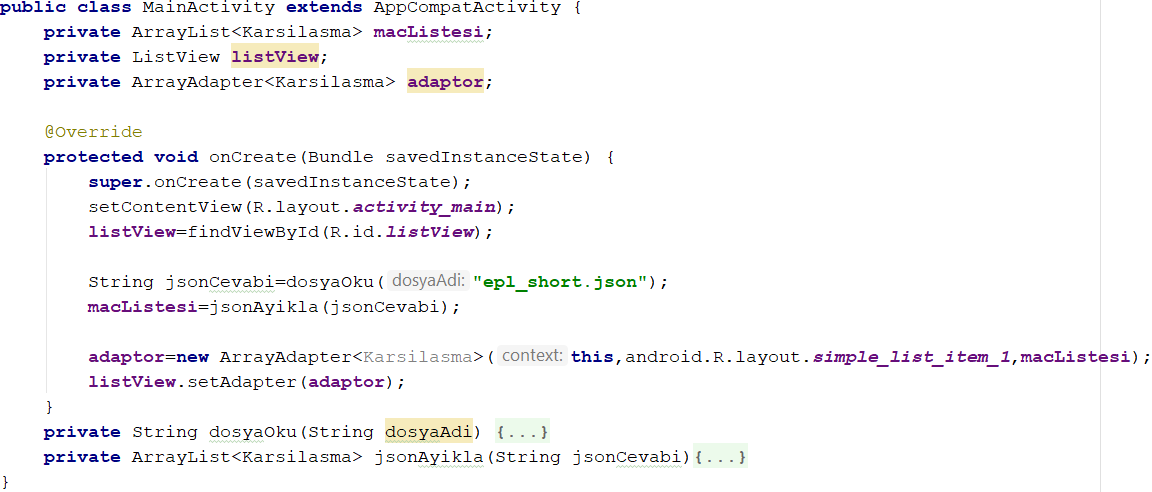 public class MainActivity extends AppCompatActivity {
    private ArrayList<Karsilasma> macListesi;
    private ListView listView;
    private ArrayAdapter<Karsilasma> adaptor;

    @Override
    protected void onCreate(Bundle savedInstanceState) {
        super.onCreate(savedInstanceState);
        setContentView(R.layout.activity_main);
        listView=findViewById(R.id.listView);

        String jsonCevabi=dosyaOku( dosyaAdi: "epl_short.json");
        macListesi=jsonAyikla(jsonCevabi);

        adaptor=new ArrayAdapter<Karsilasma>( context: this,android.R.layout.simple_list_item_1,macListesi);
        listView.setAdapter(adaptor);
    }
    private String dosyaOku(String dosyaAdi) {...}
    private ArrayList<Karsilasma> jsonAyikla(String jsonCevabi){...}
}